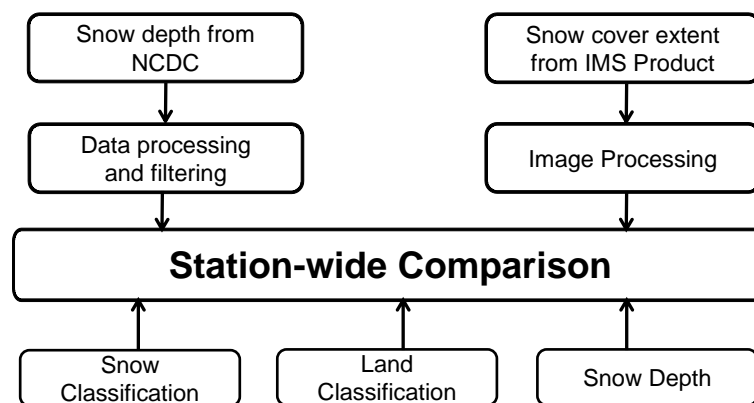 Snow depth from
NCDC
Snow cover extent
from IMS Product
Data processing
and filtering
Image Processing
Station-wide Comparison
Snow
Classification
Land
Classification
Snow Depth